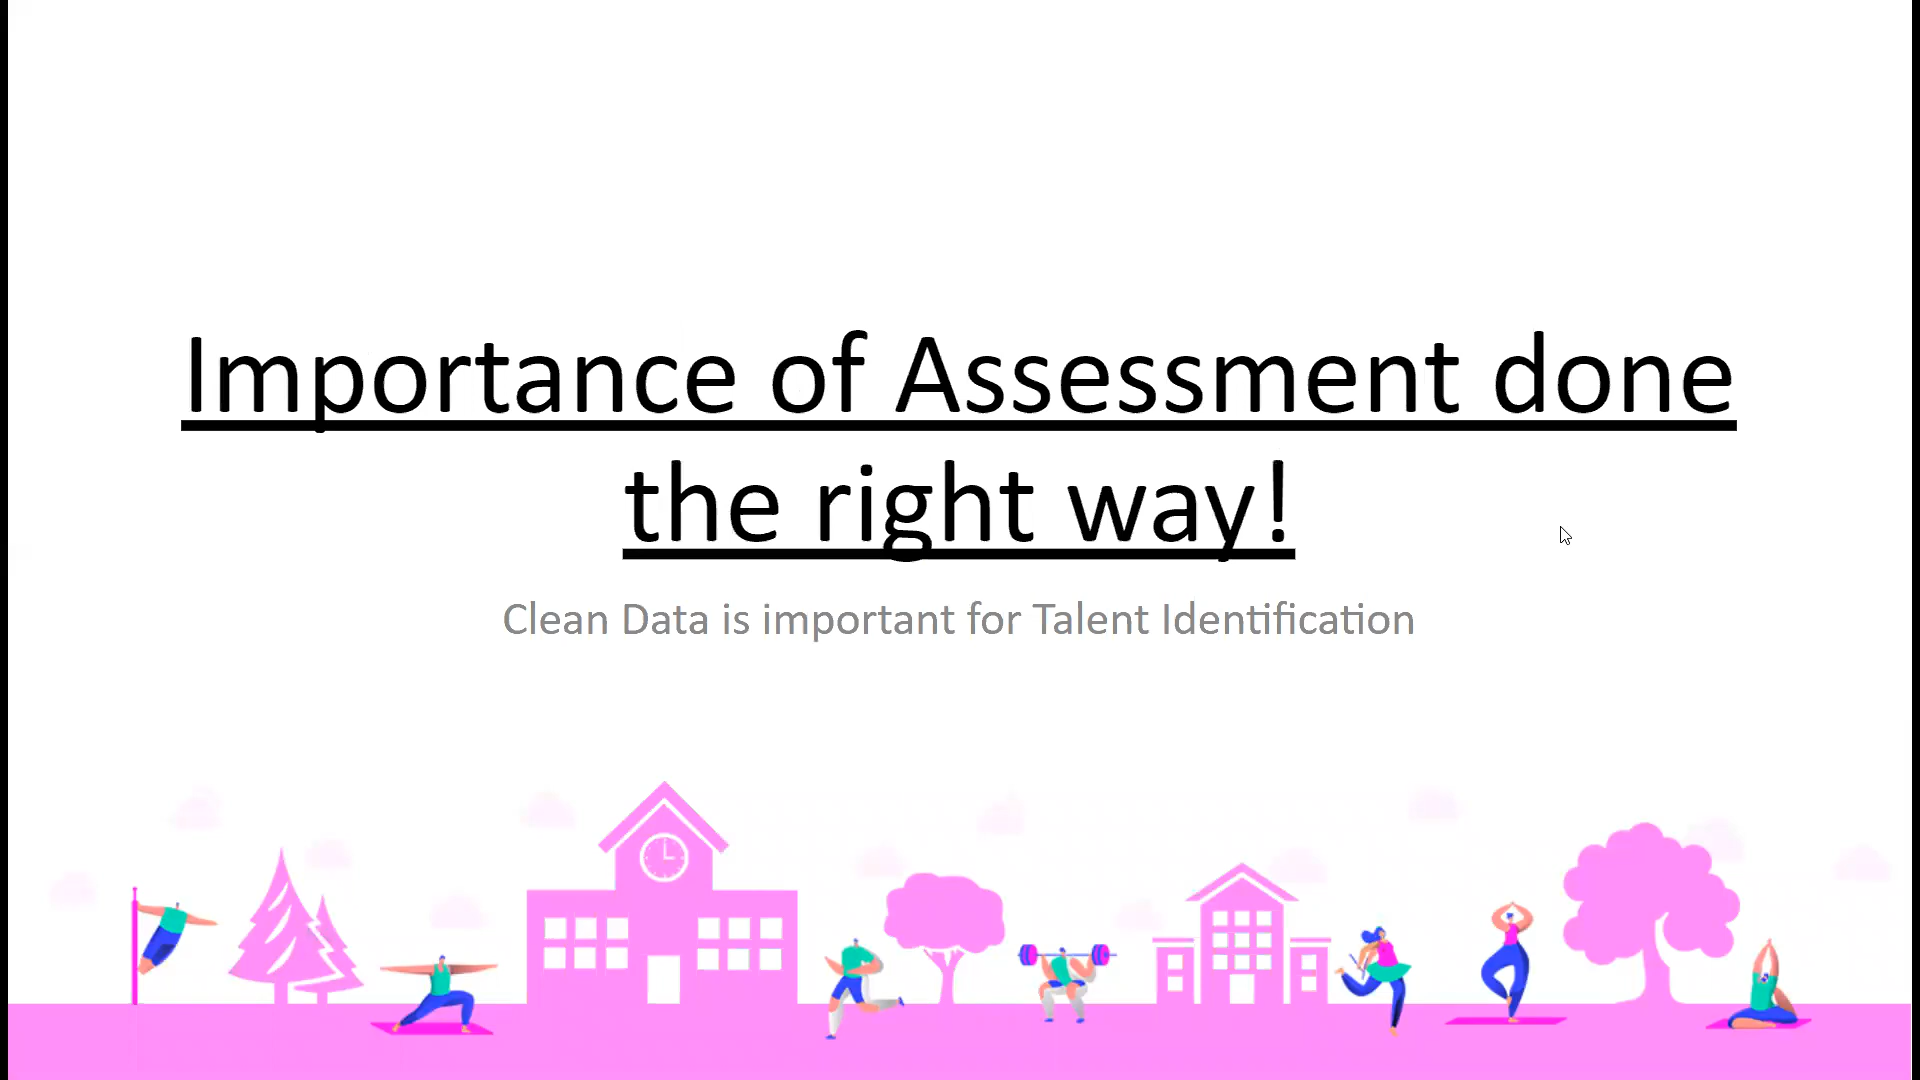 Importance of Assessment done
the right way!
Clean Data is important for Talent Identification